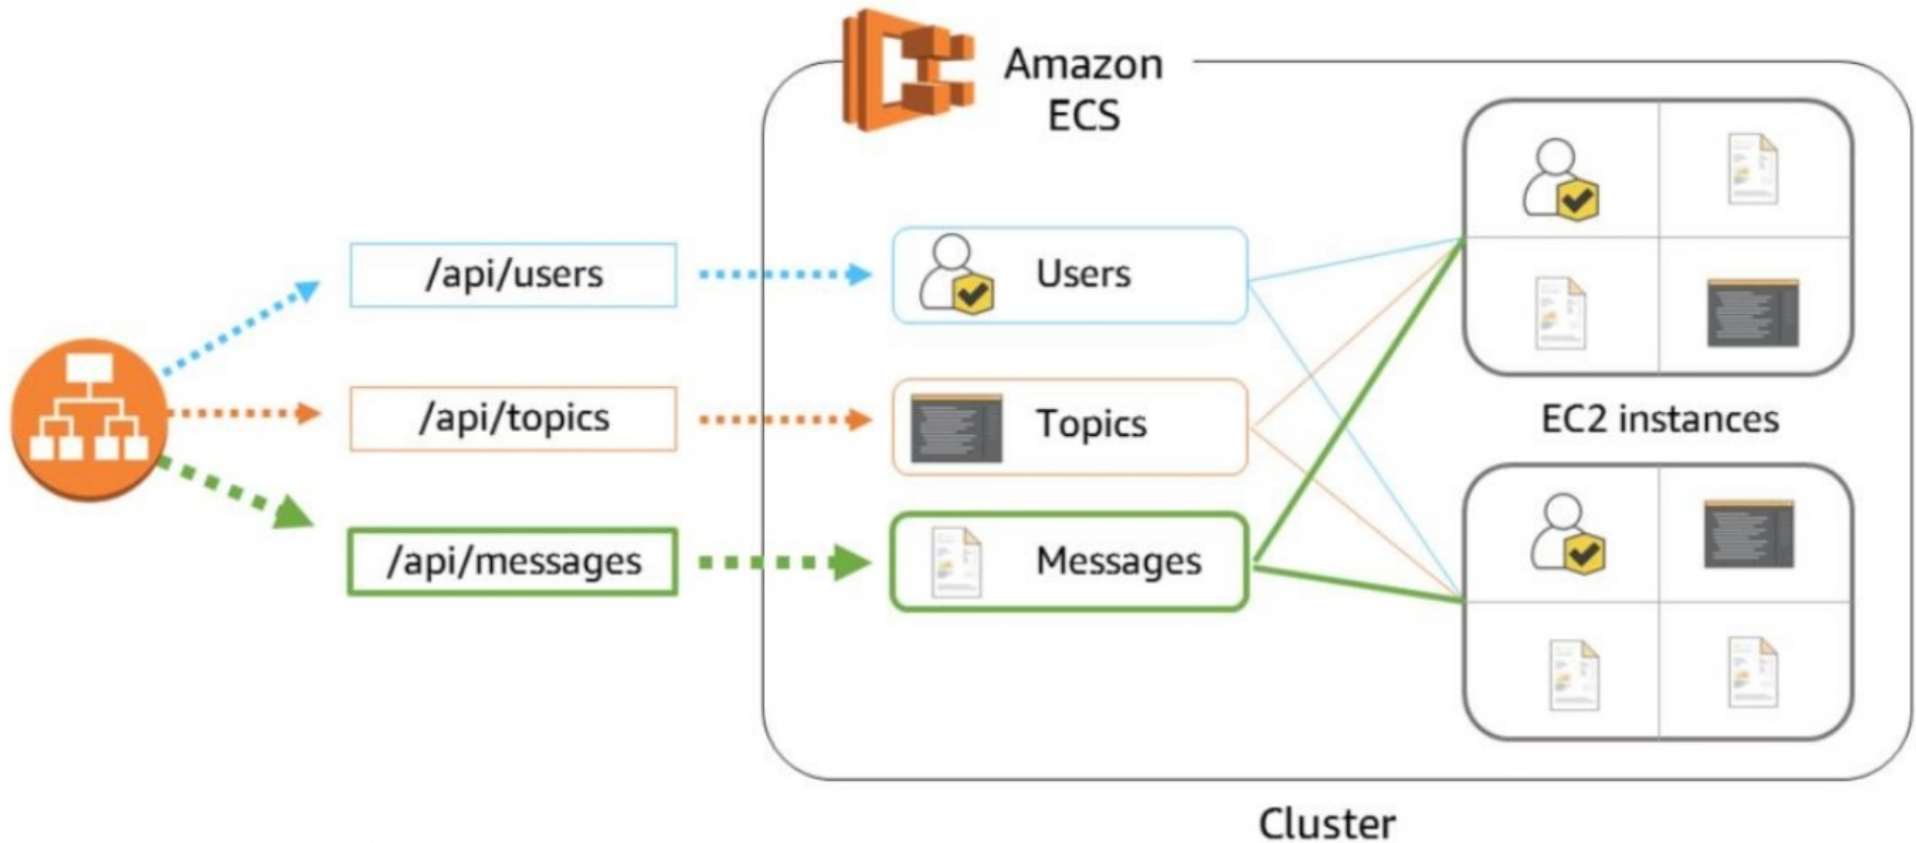 Amazon
ECS
/api/users
Users
/api/topics
Topics
EC2 instances
/api/messages
Messages
Cluster